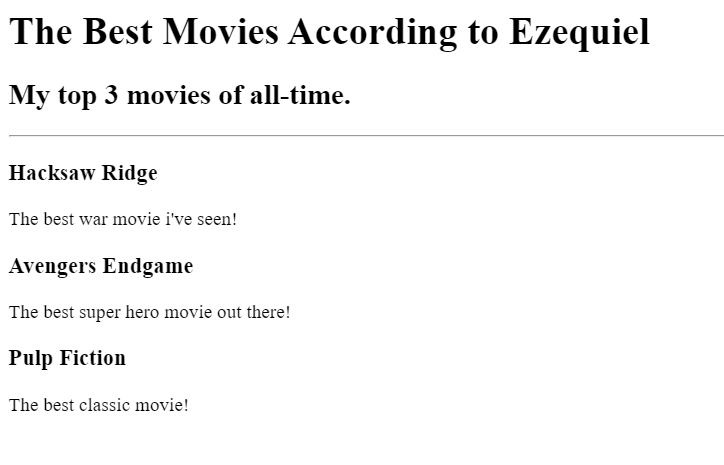 The Best Movies According to Ezequiel
My top 3 movies of all-time.
Hacksaw Ridge
The best war movie i've seen!
Avengers Endgame
The best super hero movie out there!
Pulp Fiction
The best classic movie!